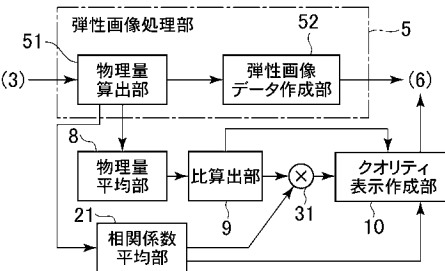 弾性画像処理部
51
52
5
(3)
物理量
算出部
弾性画像
データ作成部
(6)
8
物理量
平均部
比算出部
9
×
31
クオリティ
表示作成部
10
21
相関係数
平均部